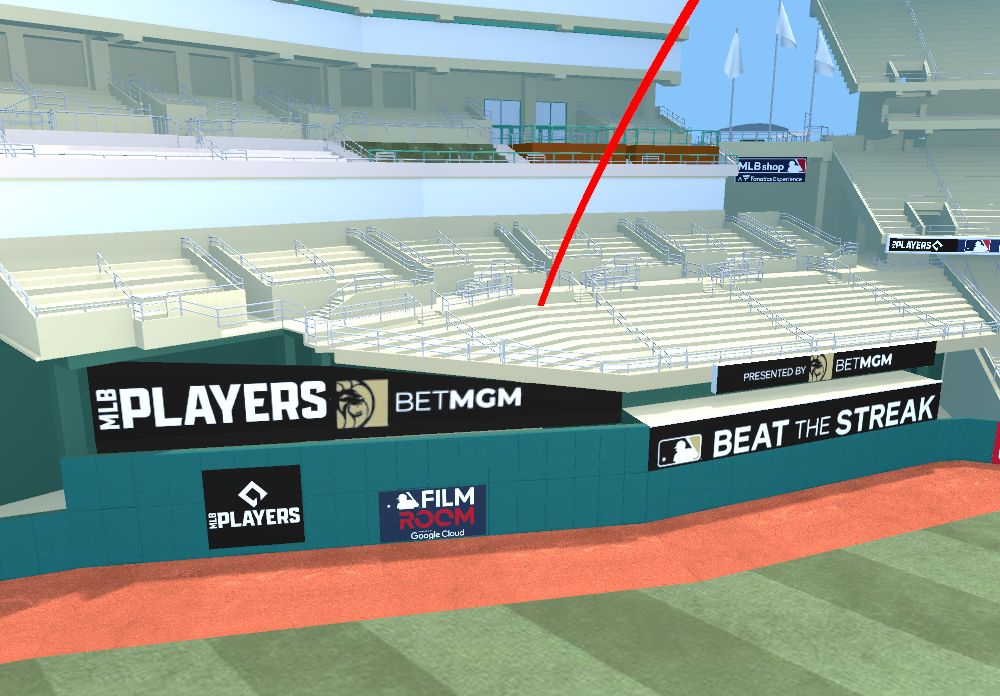 MLB shop
A Fanatics Experience
MLB PLAYERS
PRESENTED BY BETMGM
MLB PLAYERS BETMGM
BEAT THE STREAK
MLB PLAYERS
FILM
ROOM
Google Cloud